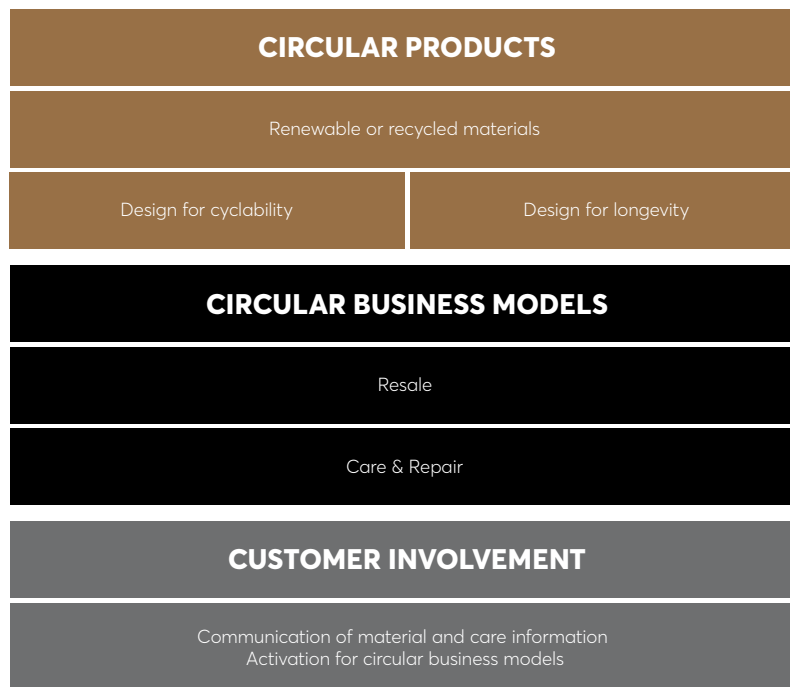 CIRCULAR PRODUCTS
Renewable or recycled materials
Design for cyclability
Design for longevity
CIRCULAR BUSINESS MODELS
Resale
Care & Repair
CUSTOMER INVOLVEMENT
Communication of material and care information
Activation for circular business models